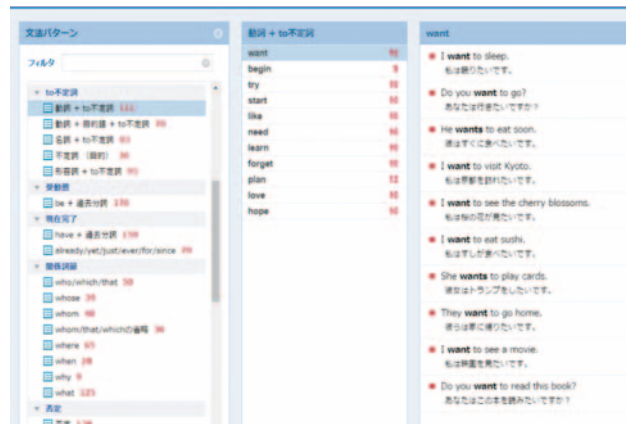 文法パターン
フィルタ
to不定詞
動詞 + to不定詞
動詞 + 目的語 + to不定詞
名詞 + to不定詞
不定詞 (目的)
形容詞 + to不定詞
受動態
be + 過去分詞
現在完了
have + 過去分詞
already/yet/just/ever/for/since
関係詞節
who/which/that
whose
whom
whom/that/whichの省略
where
when
why
what
否定
動詞 + to不定詞
want
begin
try
start
like
need
learn
forget
plan
love
hope
want
I want to sleep.
私は眠りたいです。
Do you want to go?
あなたは行きたいですか?
He wants to eat soon.
彼はすぐに食べたいです。
I want to visit Kyoto.
私は京都を訪れたいです。
I want to see the cherry blossoms.
私は桜の花が見たいです。
I want to eat sushi.
私はすしが食べたいです。
She wants to play cards.
彼女はトランプをしたいです。
They want to go home.
彼らは家に帰りたいです。
I want to see a movie.
私は映画を見たいです。
Do you want to read this book?
あなたはこの本を読みたいですか?